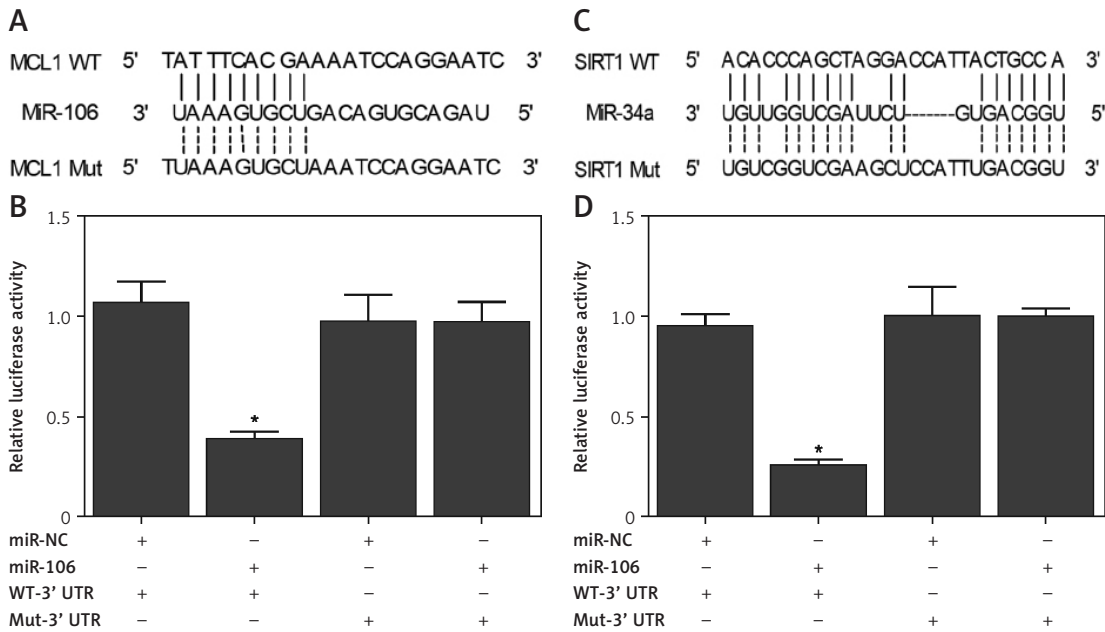 A
MCL1 WT 5' TATTTCACGAAAATCCAGGAATC 3'
MiR-106 3' UAAAGUGCUGACAGUGCAGAU 5'
MCL1 Mut 5' TUAAAGUGCUAAATCCAGGAATC 3'
C
SIRT1 WT 5' ACACCCAGCTAGGACCATTACTGCCA 3'
MiR-34a 3' UGUUGGUCGAUUCU-------GUGACGGU 5'
SIRT1 Mut 5' UGUCGGUCGAAGCUCCATTUGACGGU 3'
B
Relative luciferase activity
1.5
1.0
0.5
0
*
miR-NC + – + –
miR-106 – + – +
WT-3' UTR + + – –
Mut-3' UTR – – + +
D
Relative luciferase activity
1.5
1.0
0.5
0
*
miR-NC + – + –
miR-106 – + – +
WT-3' UTR + + – –
Mut-3' UTR – – + +